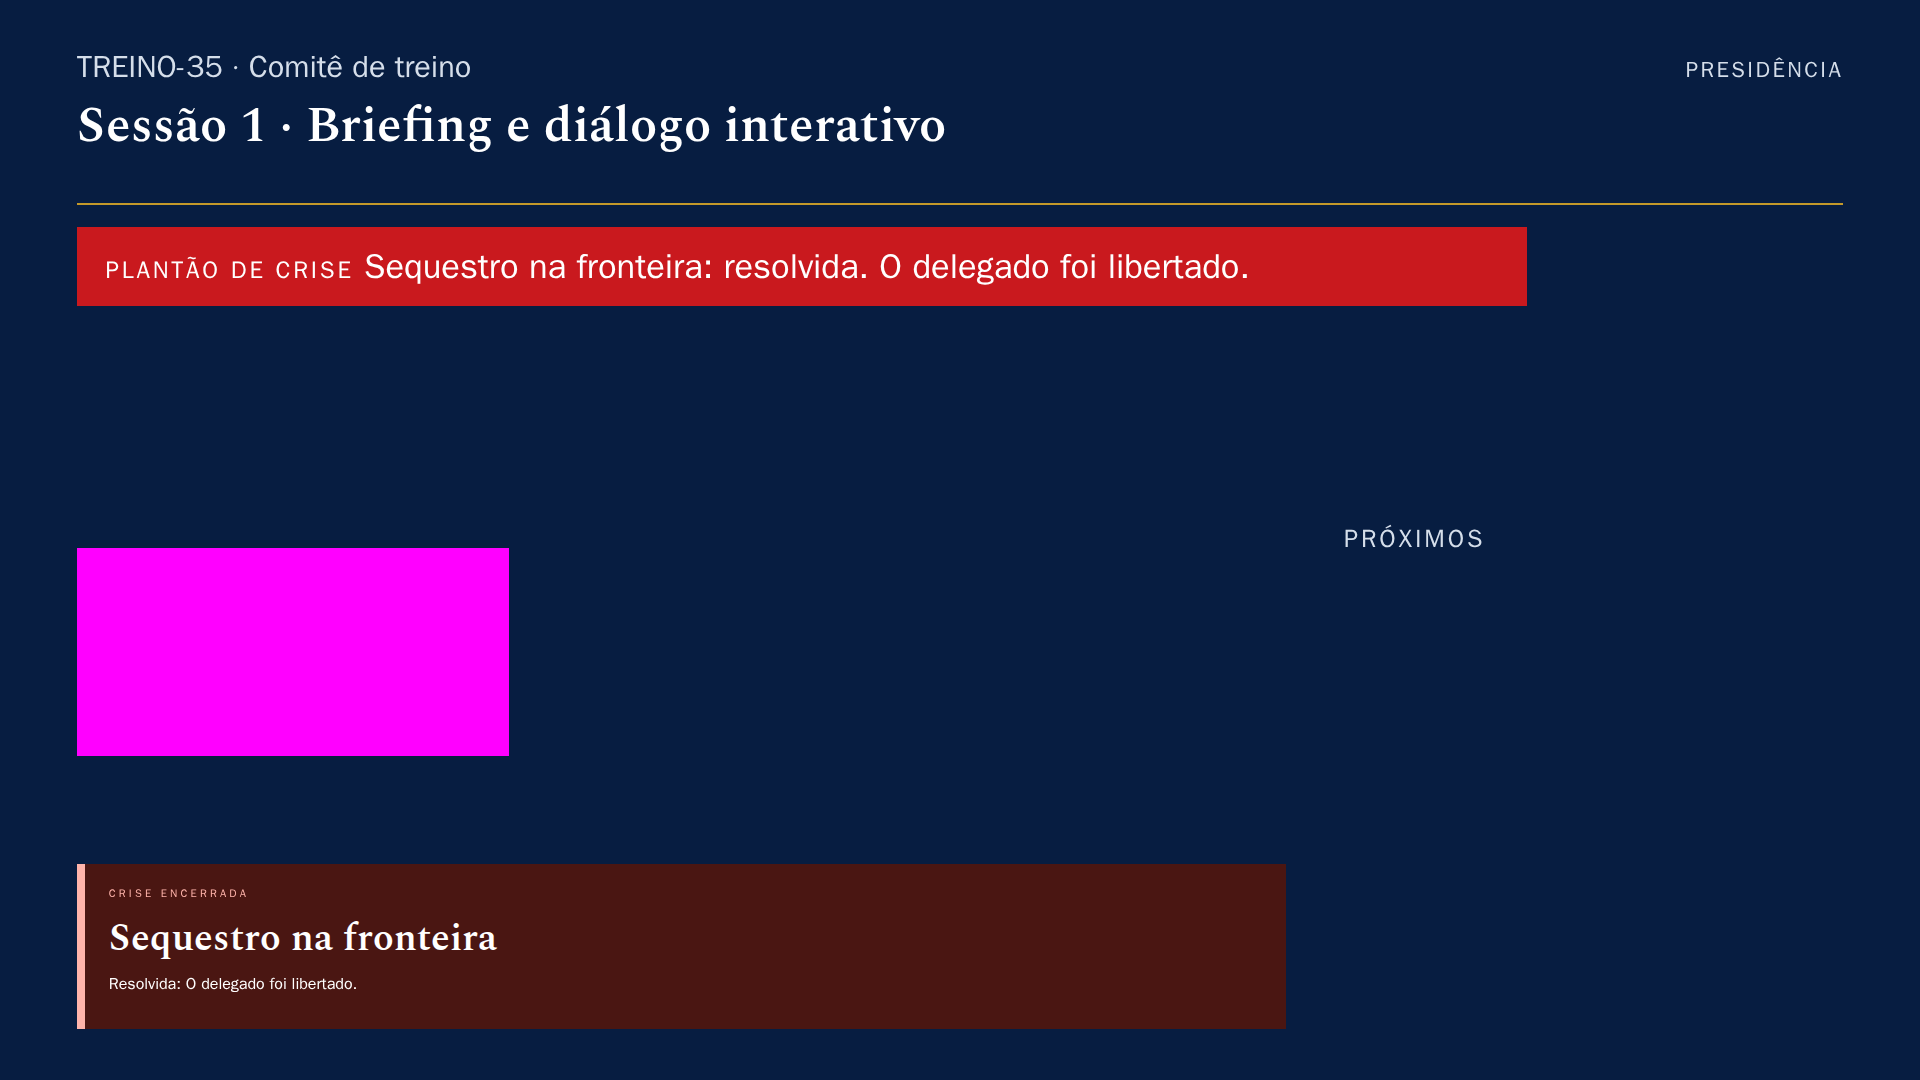 TREINO-35 · Comitê de treino
PRESIDÊNCIA
Sessão 1 · Briefing e diálogo interativo
PLANTÃO DE CRISE Sequestro na fronteira: resolvida. O delegado foi libertado.
PRÓXIMOS
CRISE ENCERRADA
Sequestro na fronteira
Resolvida: O delegado foi libertado.